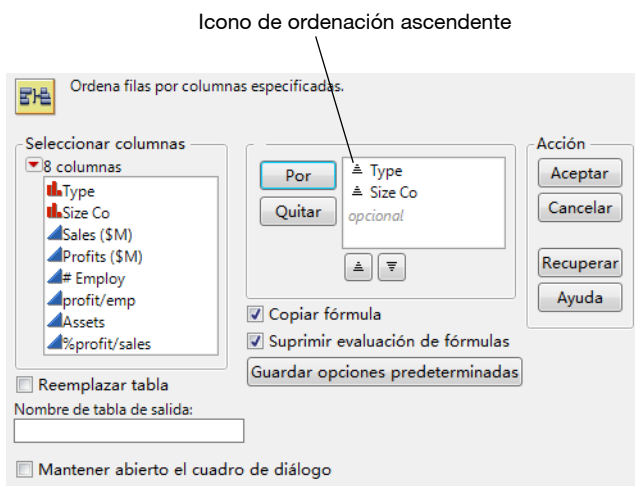 Icono de ordenación ascendente
Ordena filas por columnas especificadas.
Seleccionar columnas
8 columnas
Type
Size Co
Sales ($M)
Profits ($M)
# Employ
profit/emp
Assets
%profit/sales
Reemplazar tabla
Nombre de tabla de salida:
Mantener abierto el cuadro de diálogo
Por
Quitar
Type
Size Co
opcional
Copiar fórmula
Suprimir evaluación de fórmulas
Guardar opciones predeterminadas
Acción
Aceptar
Cancelar
Recuperar
Ayuda